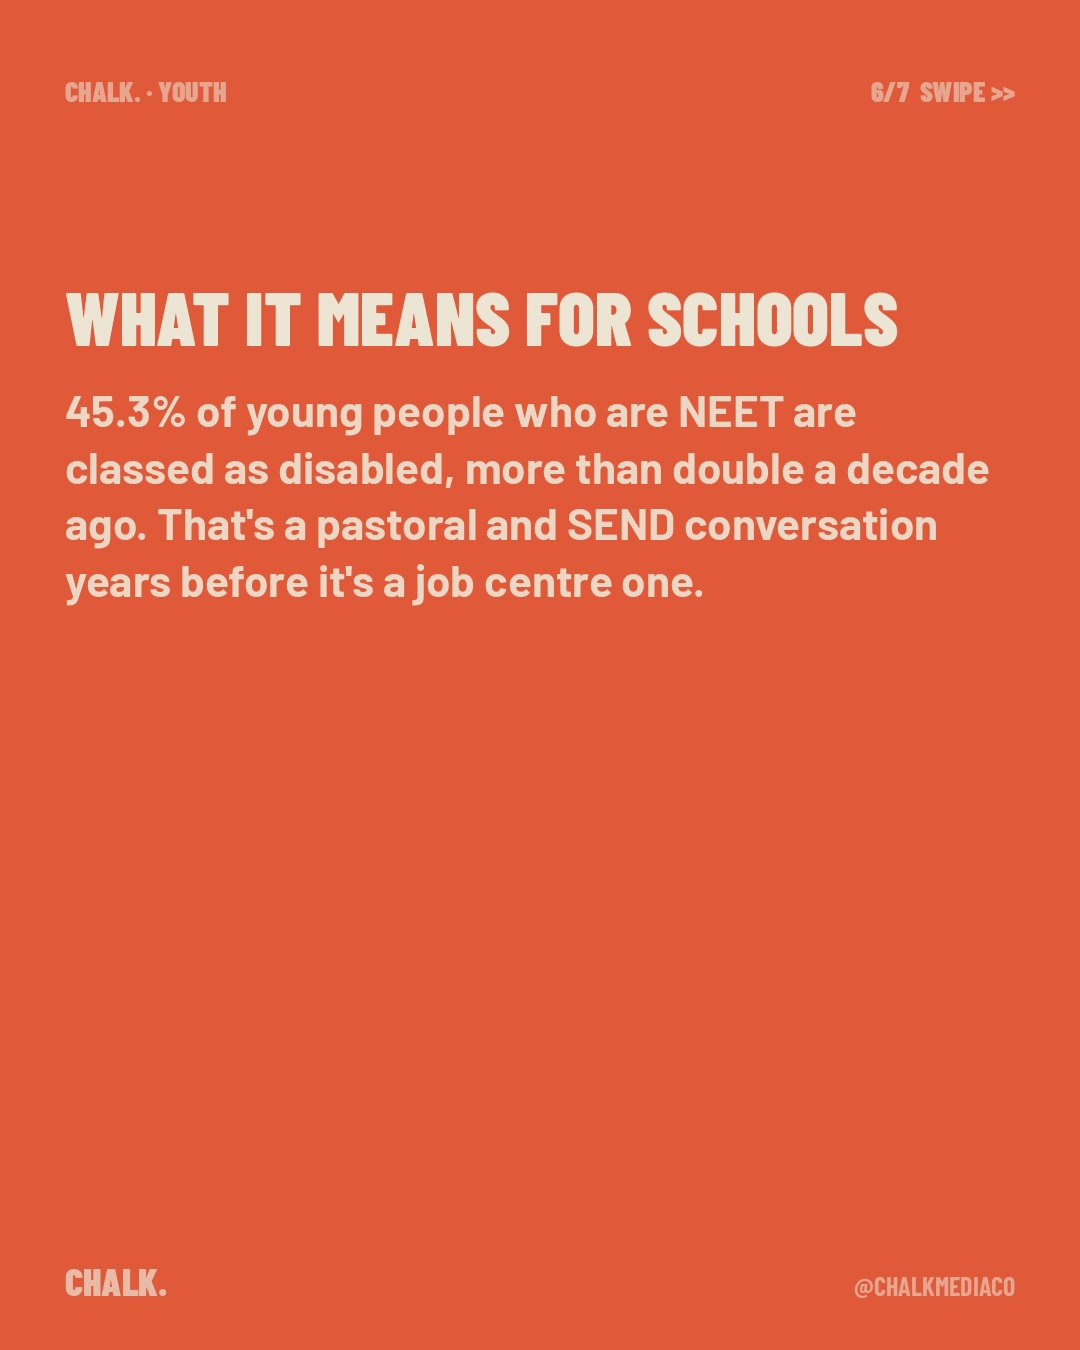 CHALK. · YOUTH
6/7 SWIPE >>
WHAT IT MEANS FOR SCHOOLS
45.3% of young people who are NEET are
classed as disabled, more than double a decade
ago. That's a pastoral and SEND conversation
years before it's a job centre one.
CHALK.
@CHALKMEDIACO